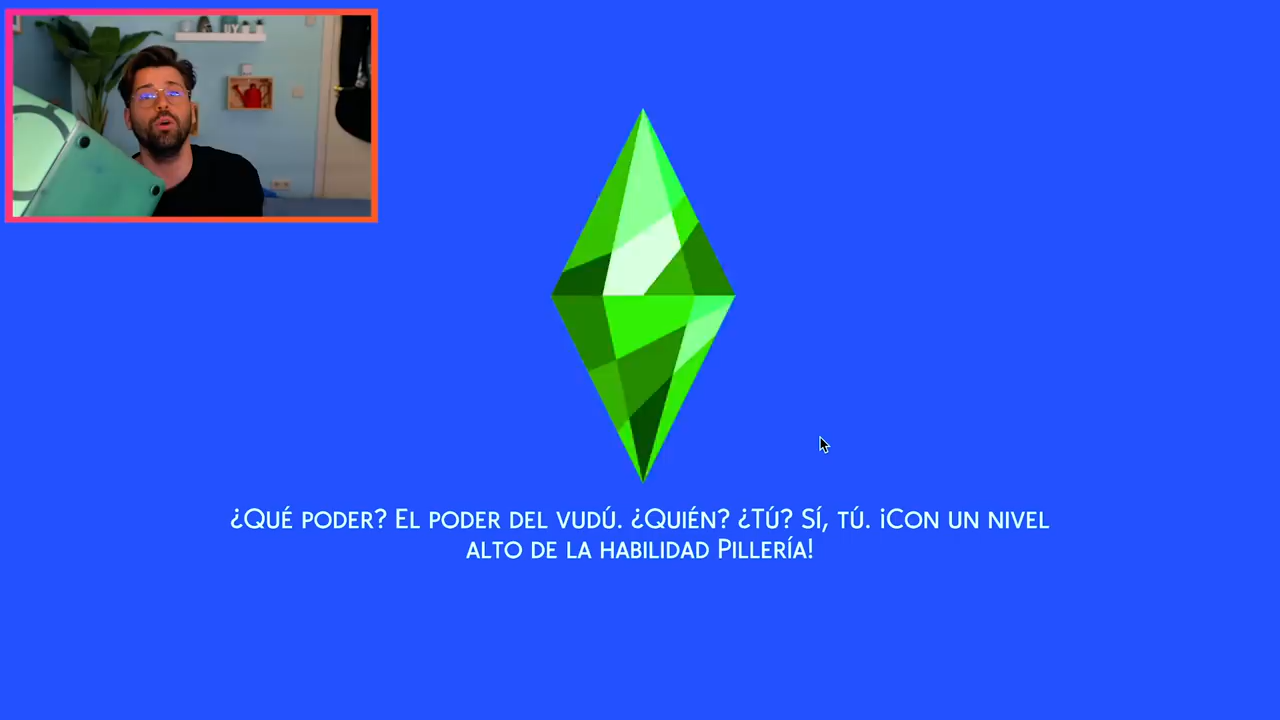 ¿Qué poder? El poder del vudú. ¿Quién? ¿Tú? Sí, tú. ¡Con un nivel
alto de la habilidad Pillería!